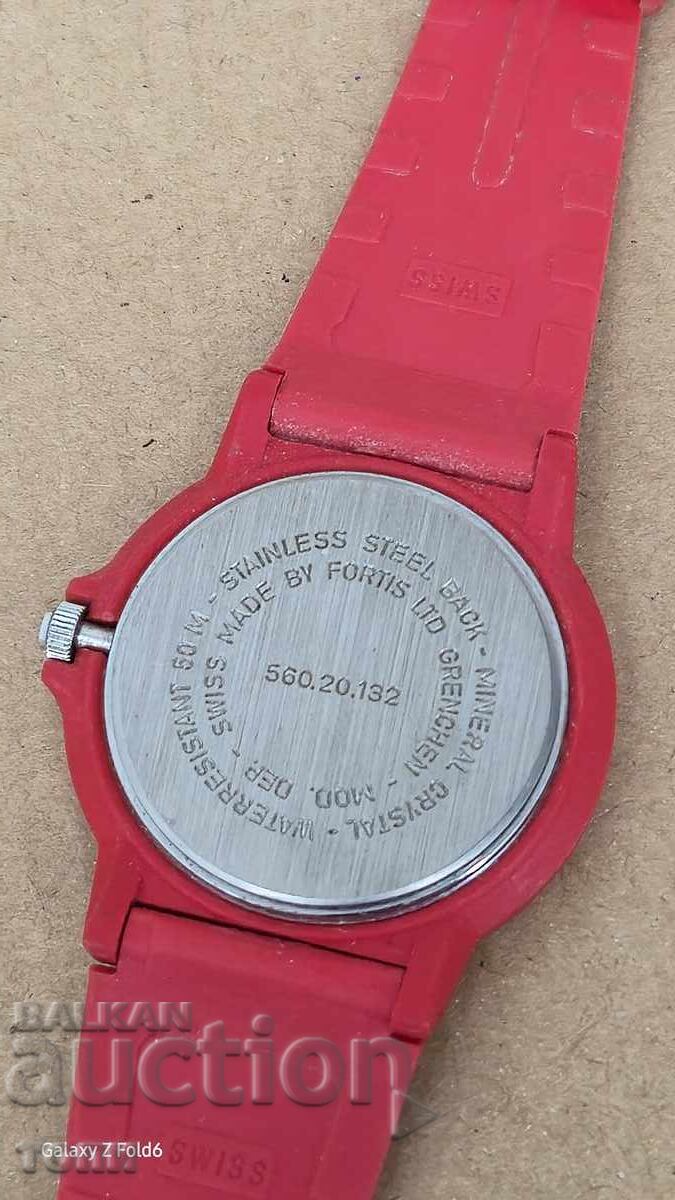 SWISS
STAINLESS STEEL BACK - MINERAL CRYSTAL - WATERRESISTANT 50 M -
SWISS MADE BY FORTIS LTD GRENCHEN - MOD. DEP. -
560.20.132
BALKAN
auction
Galaxy Z Fold6
SWISS